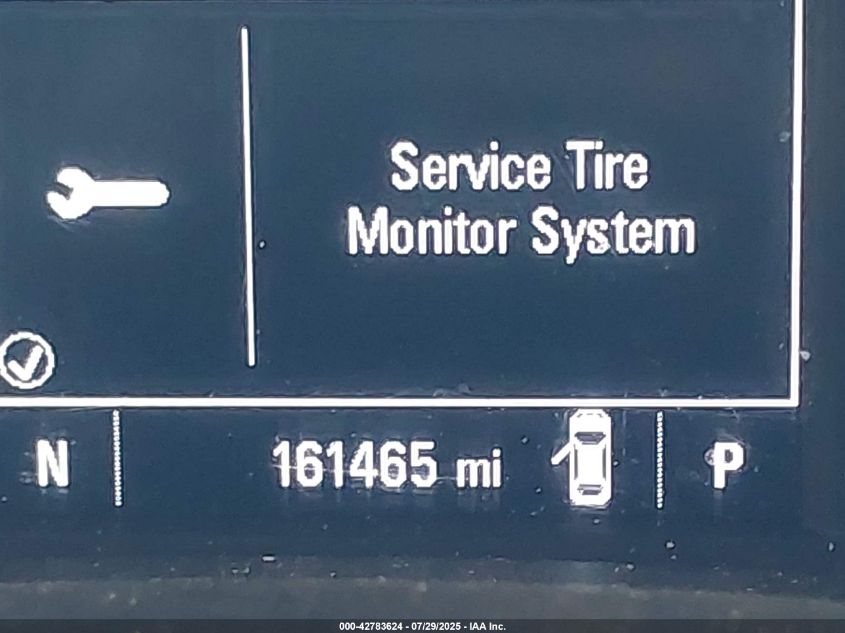 Service Tire
Monitor System
N
161465 mi
P
000-42783624 - 07/29/2025 - IAA Inc.